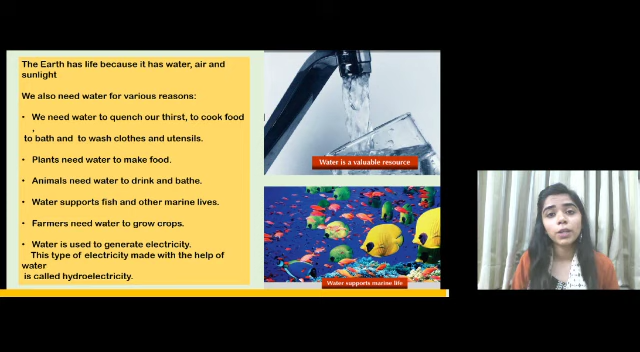 The Earth has life because it has water, air and
sunlight
We also need water for various reasons:
• We need water to quench our thirst, to cook food
,
to bath and to wash clothes and utensils.
• Plants need water to make food.
• Animals need water to drink and bathe.
• Water supports fish and other marine lives.
• Farmers need water to grow crops.
• Water is used to generate electricity.
This type of electricity made with the help of
water
is called hydroelectricity.
Water is a valuable resource
Water supports marine life